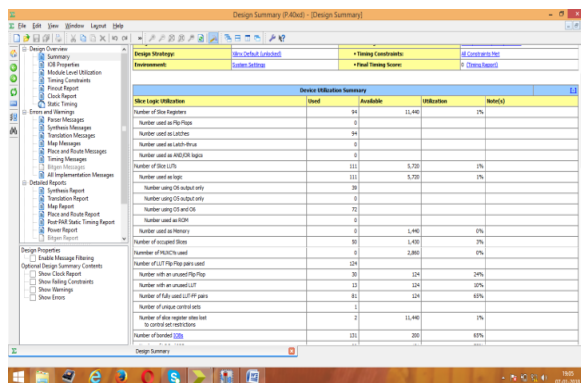 Design Summary (P.40xd) - [Design Summary]
File Edit View Window Layout Help
Design Overview
Summary
IOB Properties
Module Level Utilization
Timing Constraints
Pinout Report
Clock Report
Static Timing
Errors and Warnings
Parser Messages
Synthesis Messages
Translation Messages
Map Messages
Place and Route Messages
Timing Messages
Bitgen Messages
All Implementation Messages
Detailed Reports
Synthesis Report
Translation Report
Map Report
Place and Route Report
Post-PAR Static Timing Report
Power Report
Bitgen Report
Design Properties
Enable Message Filtering
Optional Design Summary Contents
Show Clock Report
Show Failing Constraints
Show Warnings
Show Errors
Design Strategy: Xilinx Default (unlocked) • Timing Constraints: All Constraints Met
Environment: System Settings • Final Timing Score: 0 (Timing Report)
Device Utilization Summary [-]
Slice Logic Utilization Used Available Utilization Note(s)
Number of Slice Registers 94 11,440 1%
Number used as Flip Flops 0
Number used as Latches 94
Number used as Latch-thrus 0
Number used as AND/OR logics 0
Number of Slice LUTs 111 5,720 1%
Number used as logic 111 5,720 1%
Number using O6 output only 39
Number using O5 output only 0
Number using O5 and O6 72
Number used as ROM 0
Number used as Memory 0 1,440 0%
Number of occupied Slices 50 1,430 3%
Number of MUXCYs used 0 2,860 0%
Number of LUT Flip Flop pairs used 124
Number with an unused Flip Flop 30 124 24%
Number with an unused LUT 13 124 10%
Number of fully used LUT-FF pairs 81 124 65%
Number of unique control sets 1
Number of slice register sites lost
to control set restrictions 2 11,440 1%
Number of bonded IOBs 131 200 65%
Design Summary